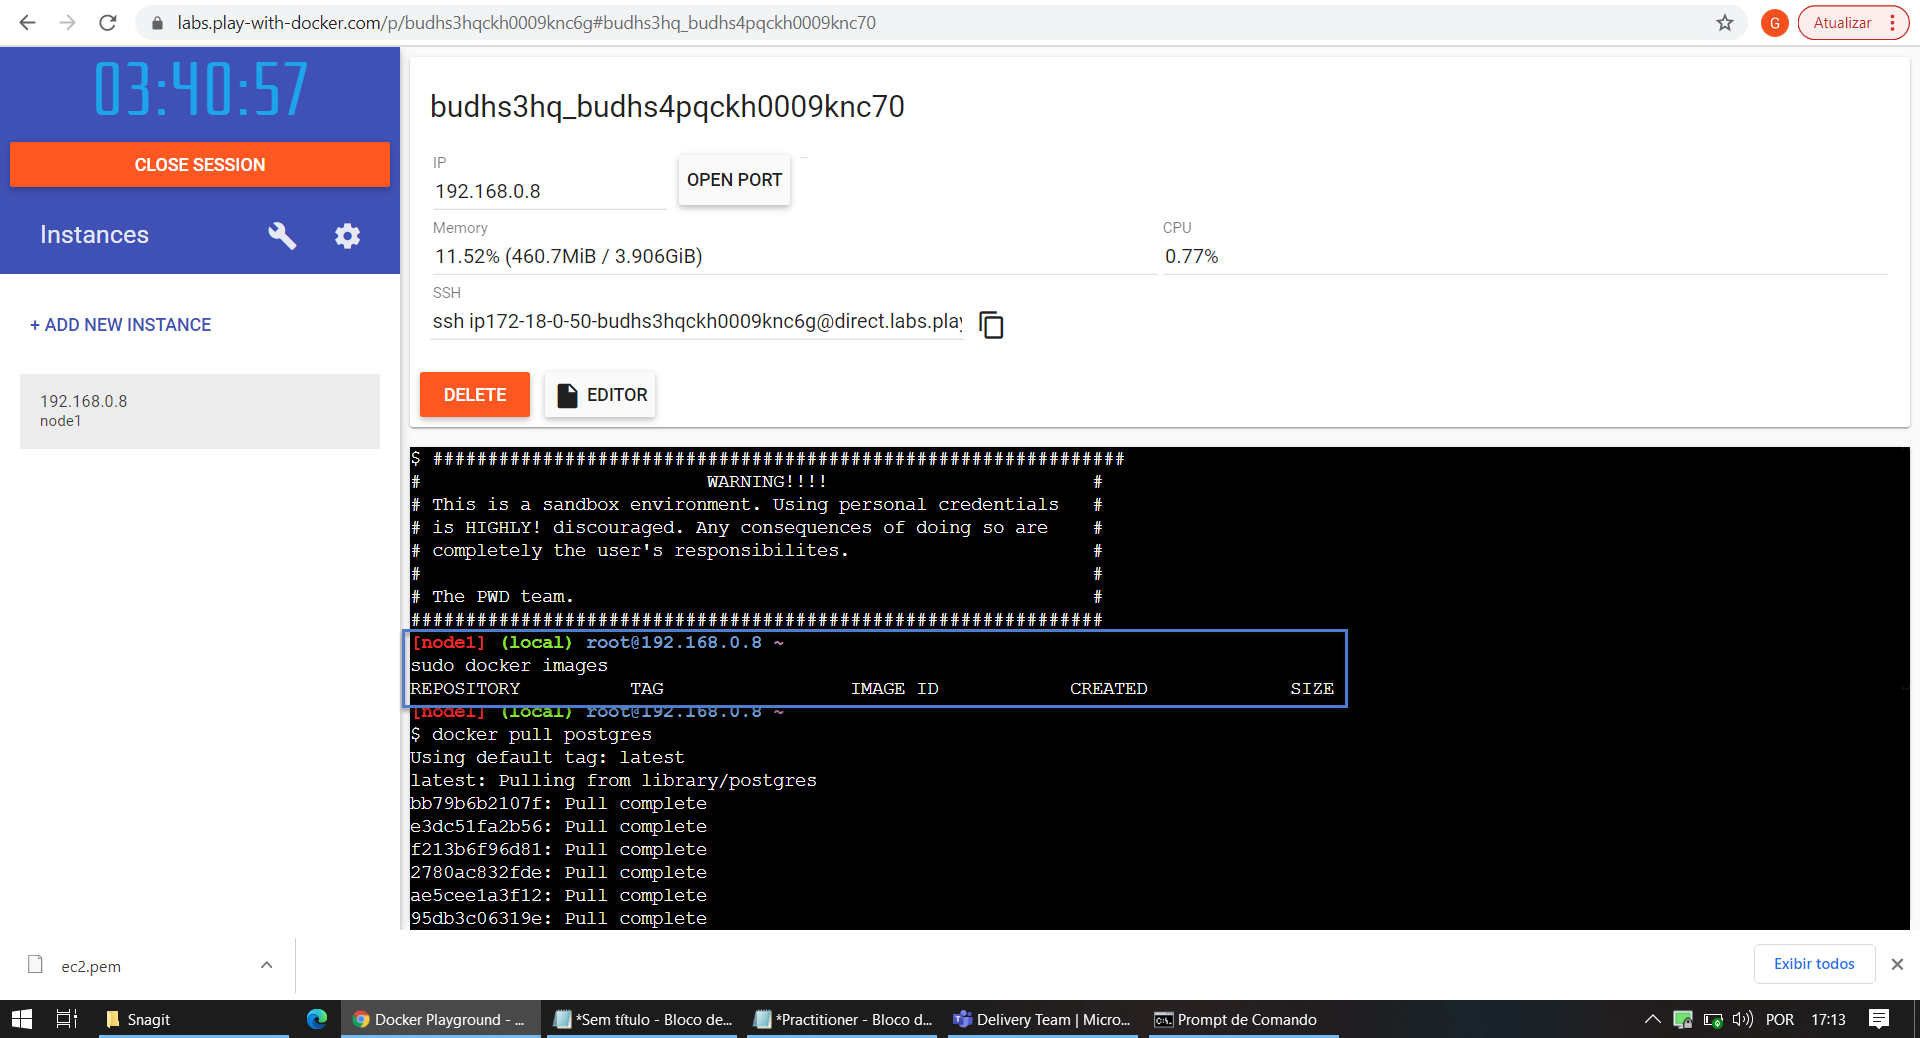 labs.play-with-docker.com/p/budhs3hqckh0009knc6g#budhs3hq_budhs4pqckh0009knc70
G
Atualizar
03:40:57
CLOSE SESSION
Instances
+ ADD NEW INSTANCE
192.168.0.8
node1
budhs3hq_budhs4pqckh0009knc70
IP
192.168.0.8
OPEN PORT
Memory
11.52% (460.7MiB / 3.906GiB)
CPU
0.77%
SSH
ssh ip172-18-0-50-budhs3hqckh0009knc6g@direct.labs.play
DELETE
EDITOR
$ ###############################################################
# WARNING!!!! #
# This is a sandbox environment. Using personal credentials #
# is HIGHLY! discouraged. Any consequences of doing so are #
# completely the user's responsibilites. #
# #
# The PWD team. #
###############################################################
[node1] (local) root@192.168.0.8 ~
sudo docker images
REPOSITORY TAG IMAGE ID CREATED SIZE
[node1] (local) root@192.168.0.8 ~
$ docker pull postgres
Using default tag: latest
latest: Pulling from library/postgres
bb79b6b2107f: Pull complete
e3dc51fa2b56: Pull complete
f213b6f96d81: Pull complete
2780ac832fde: Pull complete
ae5cee1a3f12: Pull complete
95db3c06319e: Pull complete
ec2.pem
Exibir todos
Snagit
Docker Playground - ...
*Sem título - Bloco de...
*Practitioner - Bloco d...
Delivery Team | Micro...
Prompt de Comando
POR
17:13